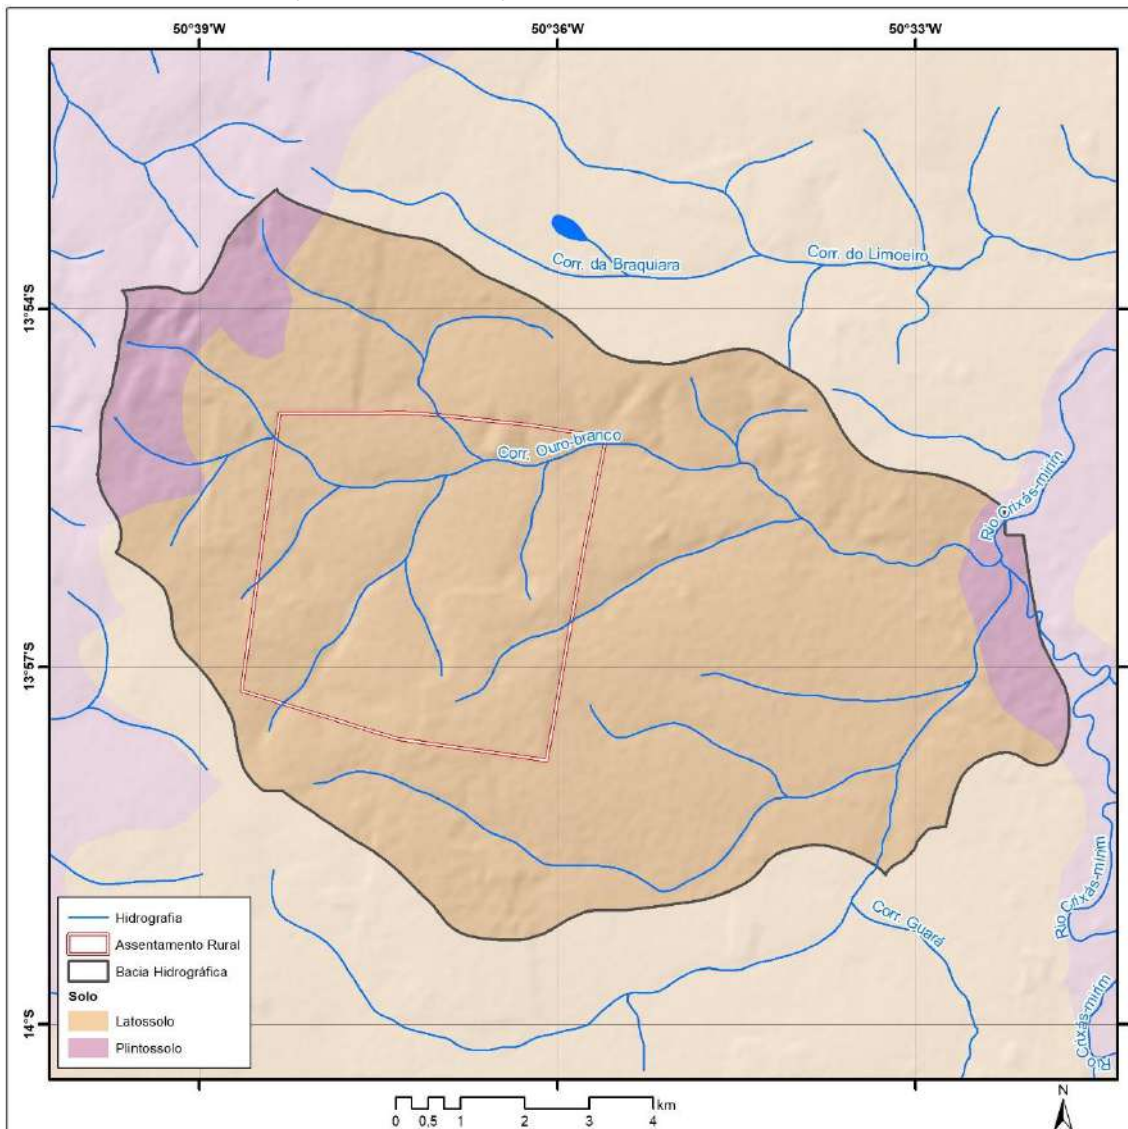 50°39'W
50°36'W
50°33'W
Corr. da Braquiara
Corr. do Limoeiro
13°54'S
Corr. Ouro-branco
Rio Crixás-mirim
13°57'S
Rio Crixás-mirim
Corr. Guará
Hidrografia
Assentamento Rural
Bacia Hidrográfica
Solo
Latossolo
Plintossolo
14°S
Rio Crixás-mirim
0 0,5 1 2 3 4 km
N